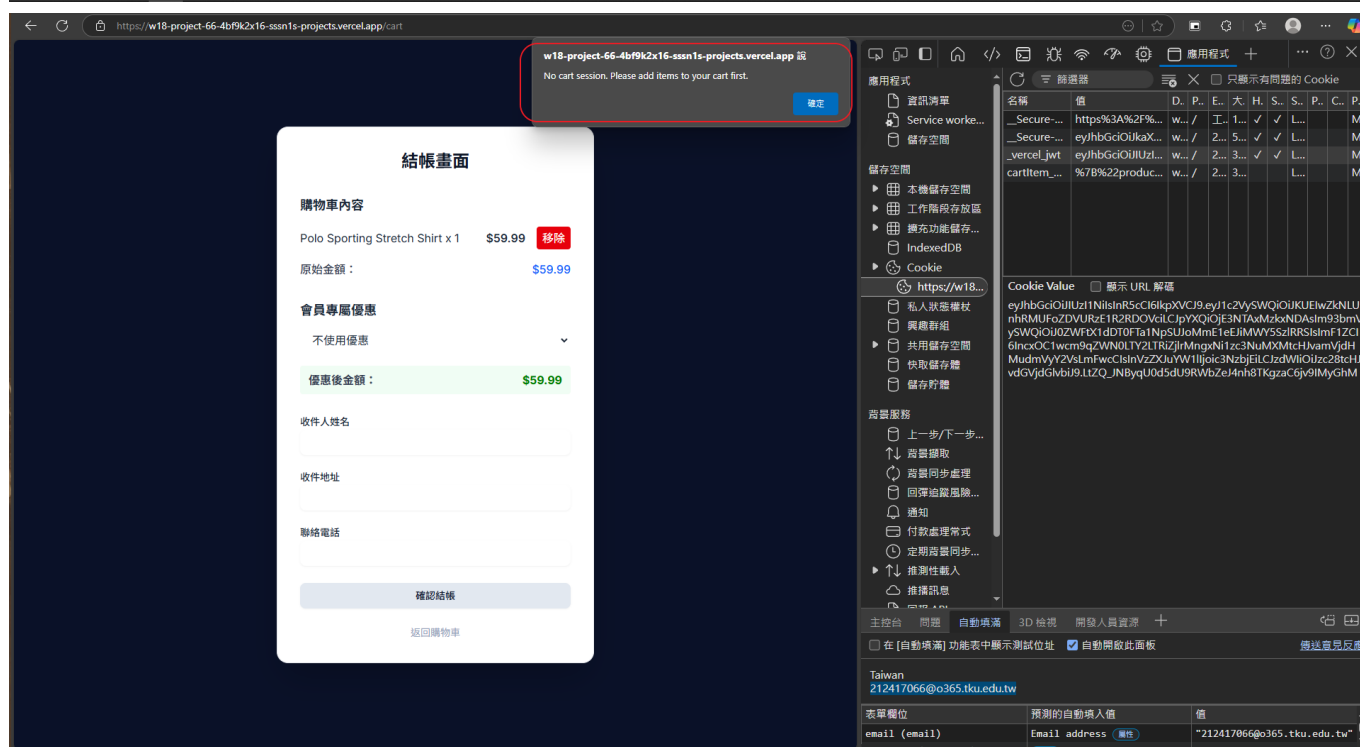 https://w18-project-66-4bf9k2x16-sssn1s-projects.vercel.app/cart
w18-project-66-4bf9k2x16-sssn1s-projects.vercel.app 說
No cart session. Please add items to your cart first.
確定
結帳畫面
購物車內容
Polo Sporting Stretch Shirt x 1 $59.99 移除
原始金額： $59.99
會員專屬優惠
不使用優惠
優惠後金額： $59.99
收件人姓名
收件地址
聯絡電話
確認結帳
返回購物車
應用程式
應用程式
資訊清單
Service worke...
儲存空間
儲存空間
本機儲存空間
工作階段存放區
擴充功能儲存...
IndexedDB
Cookie
https://w18...
私人狀態權杖
興趣群組
共用儲存空間
快取儲存體
儲存貯體
背景服務
上一步/下一步...
背景擷取
背景同步處理
回彈追蹤風險...
通知
付款處理常式
定期背景同步...
推測性載入
推播訊息
篩選器 只顯示有問題的 Cookie
名稱 值 D.. P.. E... 大. H. S... S... P... C... P.
__Secure-... https%3A%2F%... w... / 工.. 1... ✓ ✓ L... M
__Secure-... eyJhbGciOiJkaX... w... / 2... 5... ✓ ✓ L... M
_vercel_jwt eyJhbGciOiJIUzI... w... / 2... 3... ✓ ✓ L... M
cartItem_... %7B%22produc... w... / 2... 3... L... M
Cookie Value 顯示 URL 解碼
主控台 問題 自動填滿 3D 檢視 開發人員資源
在 [自動填滿] 功能表中顯示測試位址 自動開啟此面板 傳送意見反應
Taiwan
212417066@o365.tku.edu.tw
表單欄位 預測的自動填入值 值
email (email) Email address 屬性 "212417066@o365.tku.edu.tw"